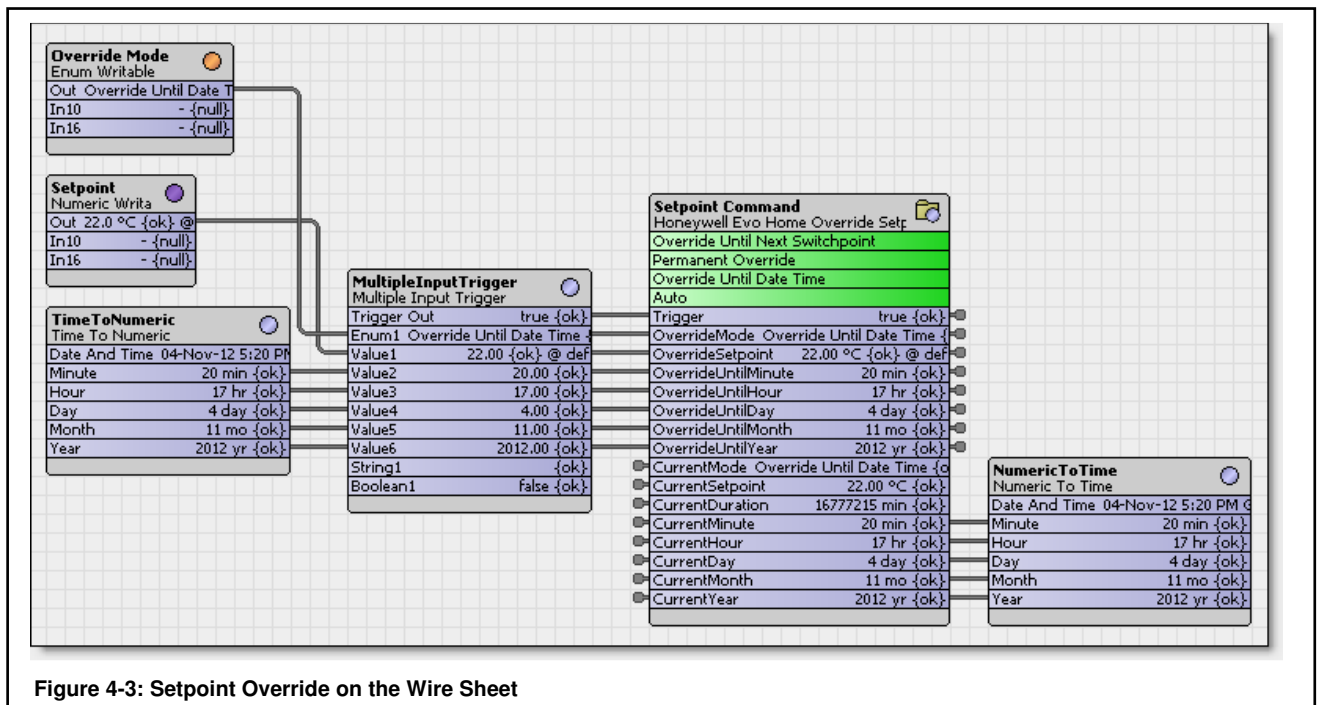 Override Mode
Enum Writable
Out Override Until Date T
In10 - {null}
In16 - {null}
Setpoint
Numeric Writa
Out 22.0 °C {ok} @
In10 - {null}
In16 - {null}
TimeToNumeric
Time To Numeric
Date And Time 04-Nov-12 5:20 PM
Minute 20 min {ok}
Hour 17 hr {ok}
Day 4 day {ok}
Month 11 mo {ok}
Year 2012 yr {ok}
MultipleInputTrigger
Multiple Input Trigger
Trigger Out true {ok}
Enum1 Override Until Date Time {
Value1 22.00 {ok} @ def
Value2 20.00 {ok}
Value3 17.00 {ok}
Value4 4.00 {ok}
Value5 11.00 {ok}
Value6 2012.00 {ok}
String1 {ok}
Boolean1 false {ok}
Setpoint Command
Honeywell Evo Home Override Setp
Override Until Next Switchpoint
Permanent Override
Override Until Date Time
Auto
Trigger true {ok}
OverrideMode Override Until Date Time {
OverrideSetpoint 22.00 °C {ok} @ def
OverrideUntilMinute 20 min {ok}
OverrideUntilHour 17 hr {ok}
OverrideUntilDay 4 day {ok}
OverrideUntilMonth 11 mo {ok}
OverrideUntilYear 2012 yr {ok}
CurrentMode Override Until Date Time {o
CurrentSetpoint 22.00 °C {ok}
CurrentDuration 16777215 min {ok}
CurrentMinute 20 min {ok}
CurrentHour 17 hr {ok}
CurrentDay 4 day {ok}
CurrentMonth 11 mo {ok}
CurrentYear 2012 yr {ok}
NumericToTime
Numeric To Time
Date And Time 04-Nov-12 5:20 PM G
Minute 20 min {ok}
Hour 17 hr {ok}
Day 4 day {ok}
Month 11 mo {ok}
Year 2012 yr {ok}
Figure 4-3: Setpoint Override on the Wire Sheet